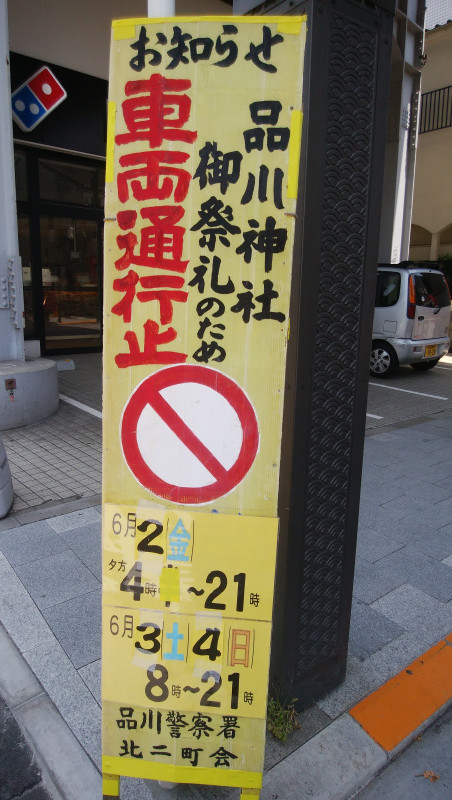 お知らせ
品川神社
御祭礼のため
車両通行止
6月2金
夕方4時～21時
6月3土4日
8時～21時
品川警察署
北二町会